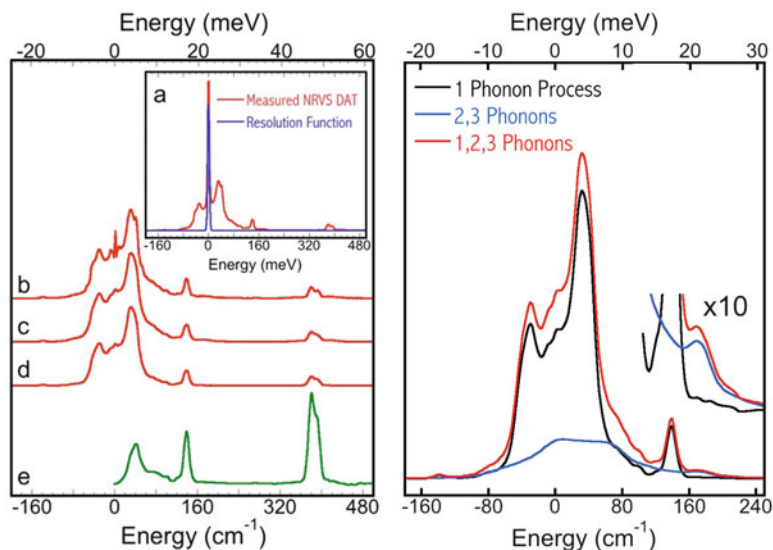 Energy (meV)
-20 0 20 40 60
a
Measured NRVS DAT
Resolution Function
-160 0 160 320 480
Energy (meV)
b
c
d
e
-160 0 160 320 480
Energy (cm-1)
Energy (meV)
-20 -10 0 10 20 30
1 Phonon Process
2,3 Phonons
1,2,3 Phonons
x10
-160 -80 0 80 160 240
Energy (cm-1)